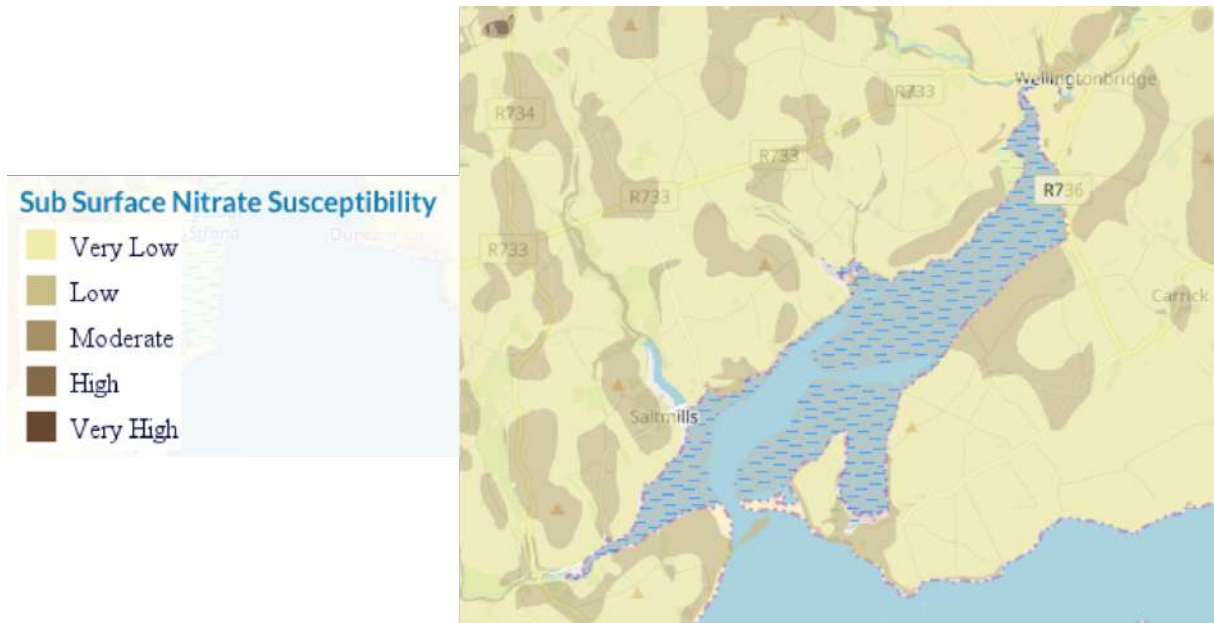 Sub Surface Nitrate Susceptibility
Very Low
Low
Moderate
High
Very High
Strand
Wellingtonbridge
R733
R734
R733
R733
R736
R733
Carrick
Saltmills